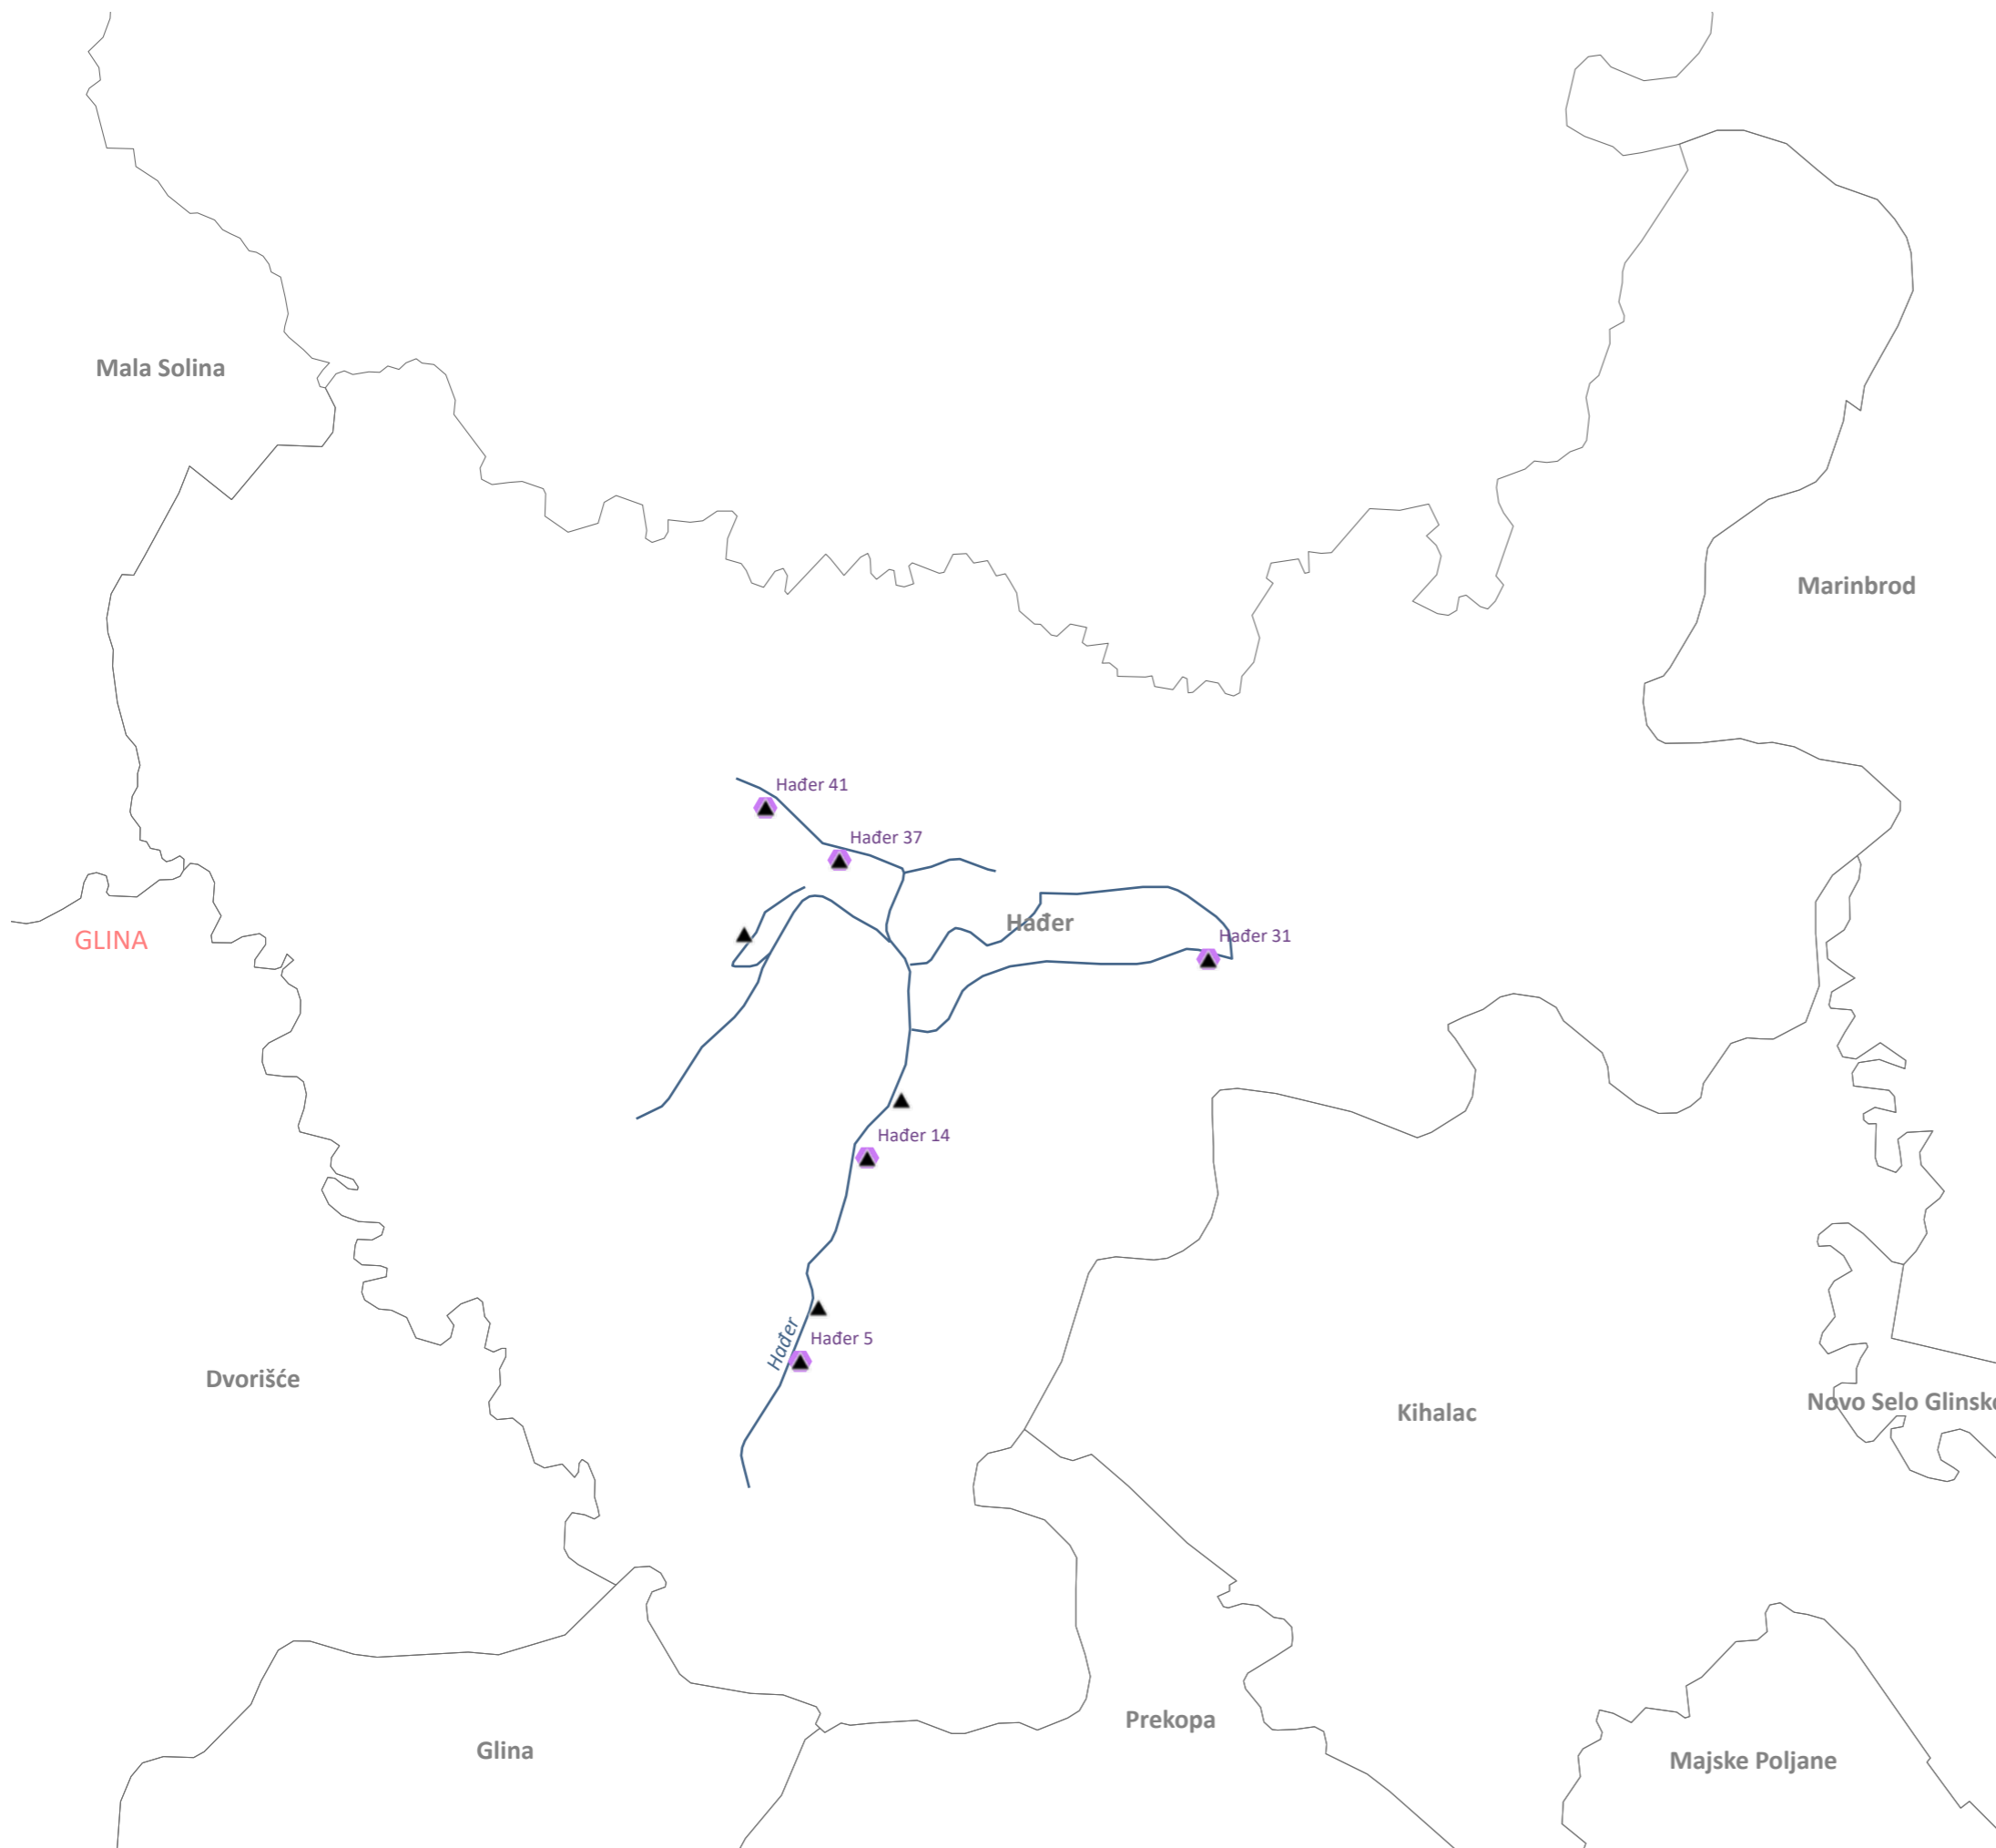 Mala Solina
Marinbrod
Hađer 41
Hađer 37
Hađer
Hađer 31
GLINA
Hađer 14
Hađer
Hađer 5
Dvorišće
Kihalac
Novo Selo Glinsko
Prekopa
Glina
Majske Poljane